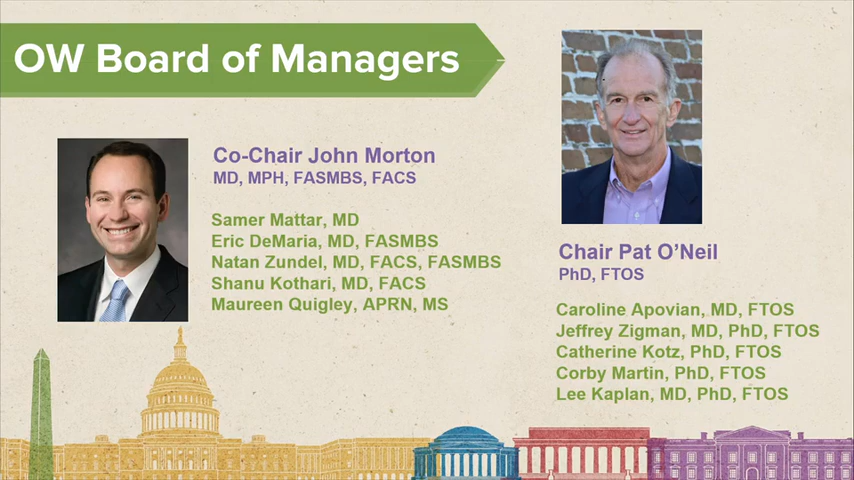 OW Board of Managers
Co-Chair John Morton
MD, MPH, FASMBS, FACS
Samer Mattar, MD
Eric DeMaria, MD, FASMBS
Natan Zundel, MD, FACS, FASMBS
Shanu Kothari, MD, FACS
Maureen Quigley, APRN, MS
Chair Pat O’Neil
PhD, FTOS
Caroline Apovian, MD, FTOS
Jeffrey Zigman, MD, PhD, FTOS
Catherine Kotz, PhD, FTOS
Corby Martin, PhD, FTOS
Lee Kaplan, MD, PhD, FTOS